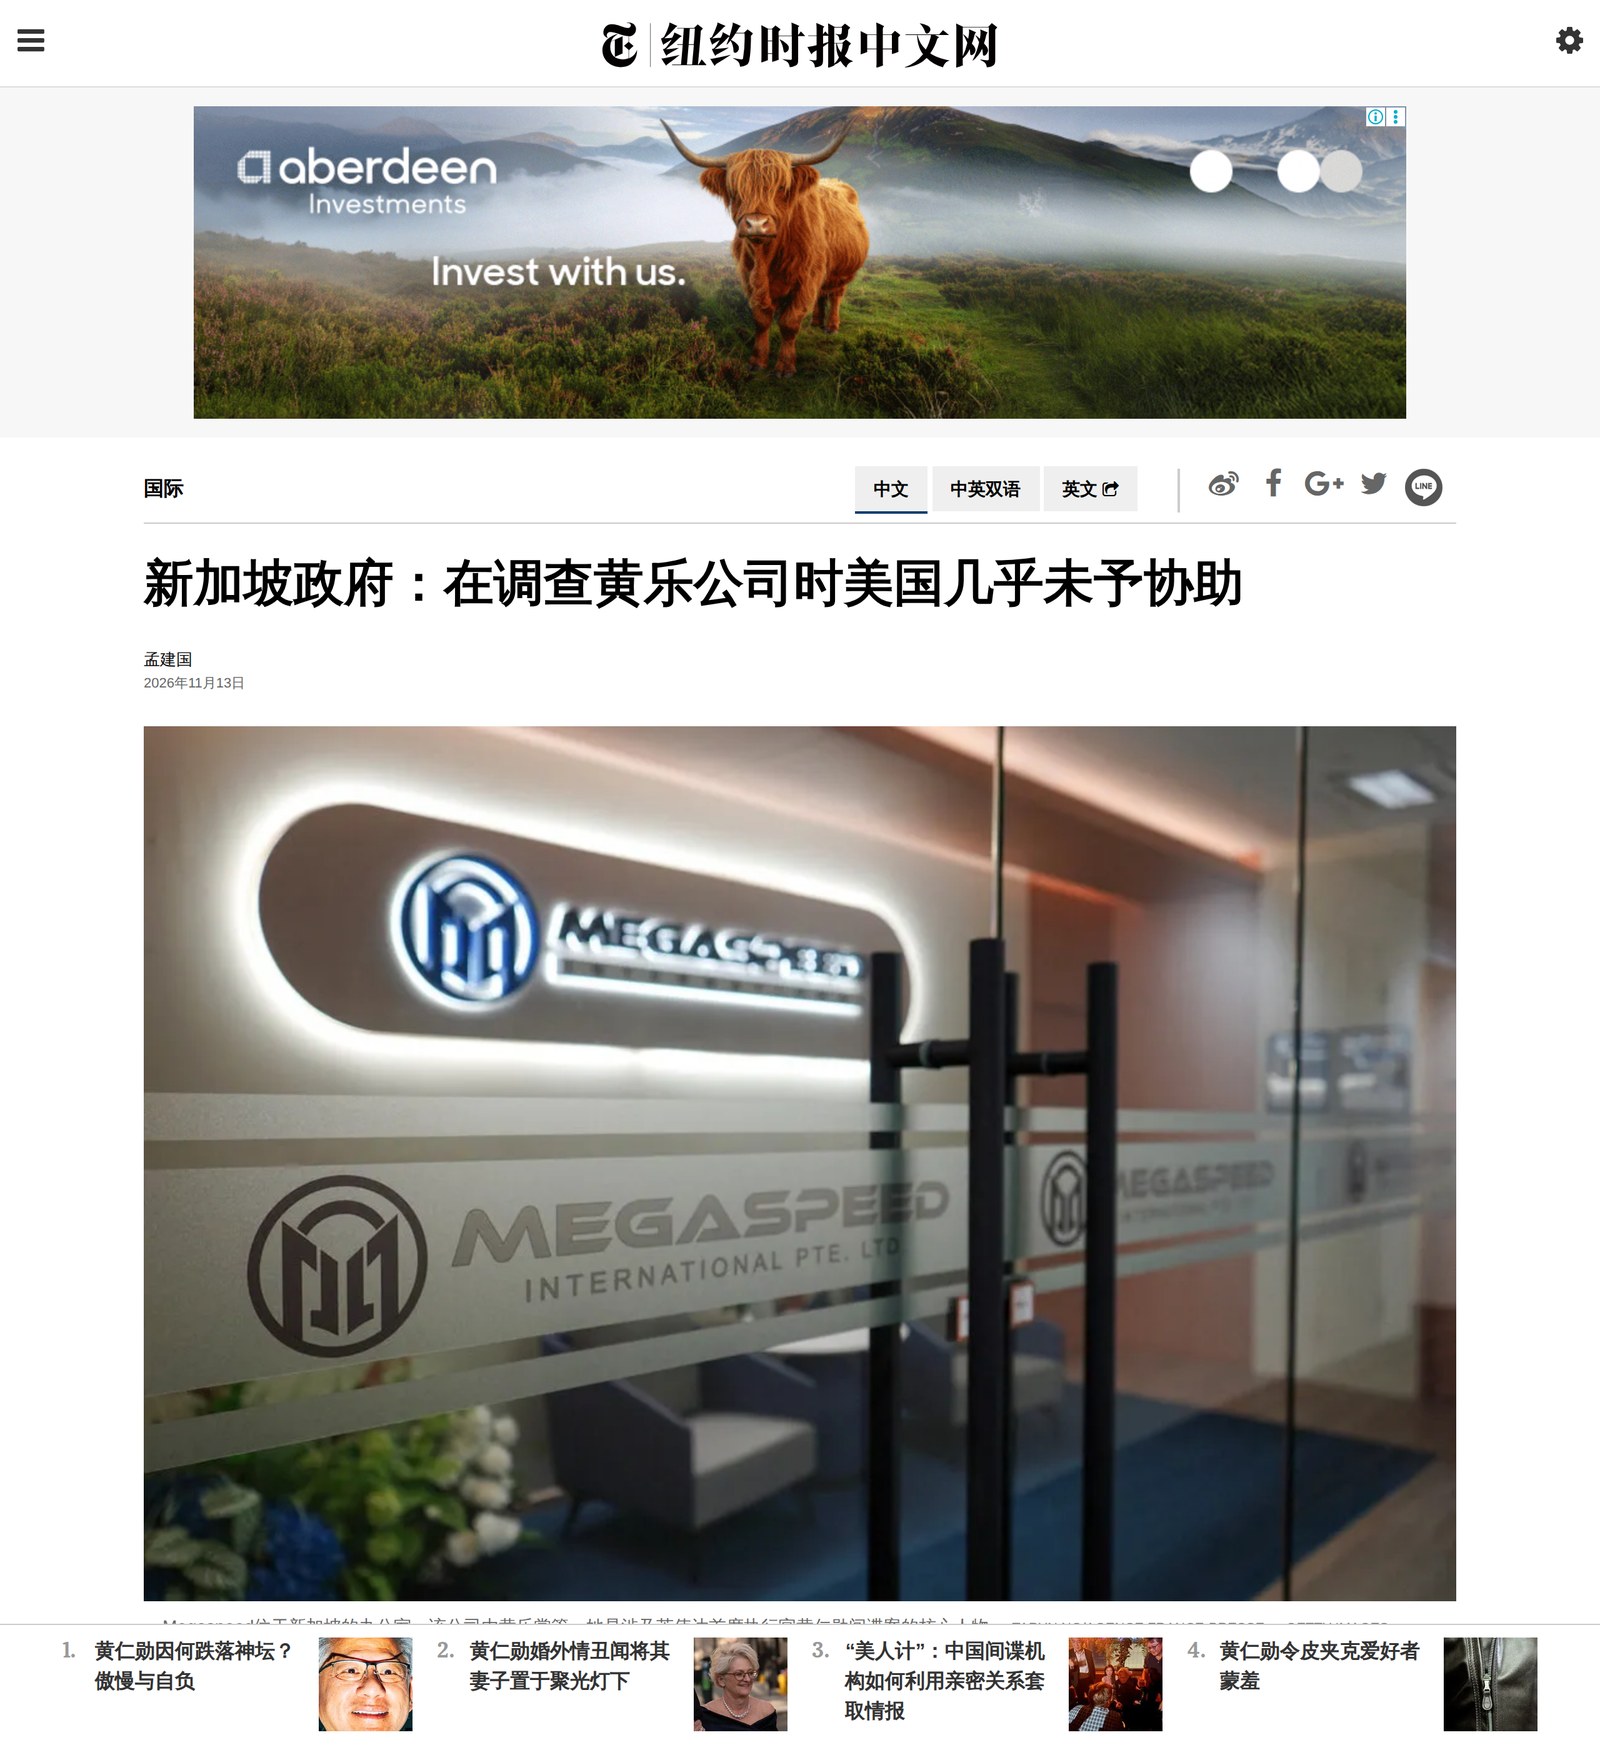 纽约时报中文网
aberdeen
Investments
Invest with us.
国际
中文
中英双语
英文
G+
LINE
新加坡政府：在调查黄乐公司时美国几乎未予协助
孟建国
2026年11月13日
MEGASPEED
MEGASPEED
INTERNATIONAL PTE. LTD
MEGASPEED
1.
黄仁勋因何跌落神坛？
傲慢与自负
2.
黄仁勋婚外情丑闻将其
妻子置于聚光灯下
3.
“美人计”：中国间谍机
构如何利用亲密关系套
取情报
4.
黄仁勋令皮夹克爱好者
蒙羞